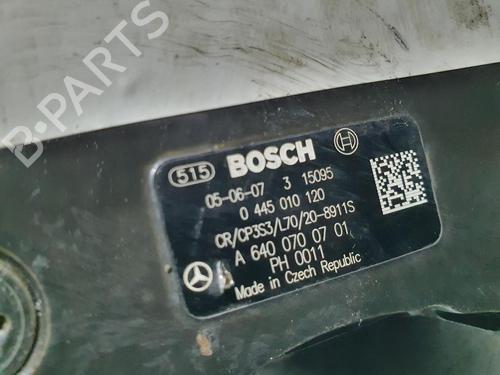 B-PARTS
515 BOSCH
05-06-07 3 15095
0 445 010 120
CR/CP3S3/L70/20-8911S
A 640 070 07 01
PH 0011
Made in Czech Republic